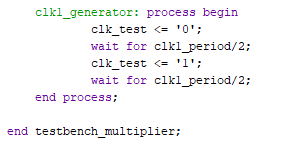 clk1_generator: process begin
clk_test <= '0';
wait for clk1_period/2;
clk_test <= '1';
wait for clk1_period/2;
end process;
end testbench_multiplier;